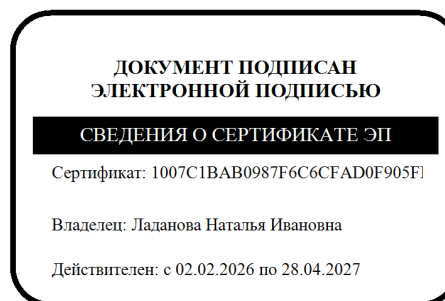 ДОКУМЕНТ ПОДПИСАН
ЭЛЕКТРОННОЙ ПОДПИСЬЮ
СВЕДЕНИЯ О СЕРТИФИКАТЕ ЭП
Сертификат: 1007C1BAB0987F6C6CFAD0F905F
Владелец: Ладанова Наталья Ивановна
Действителен: с 02.02.2026 по 28.04.2027